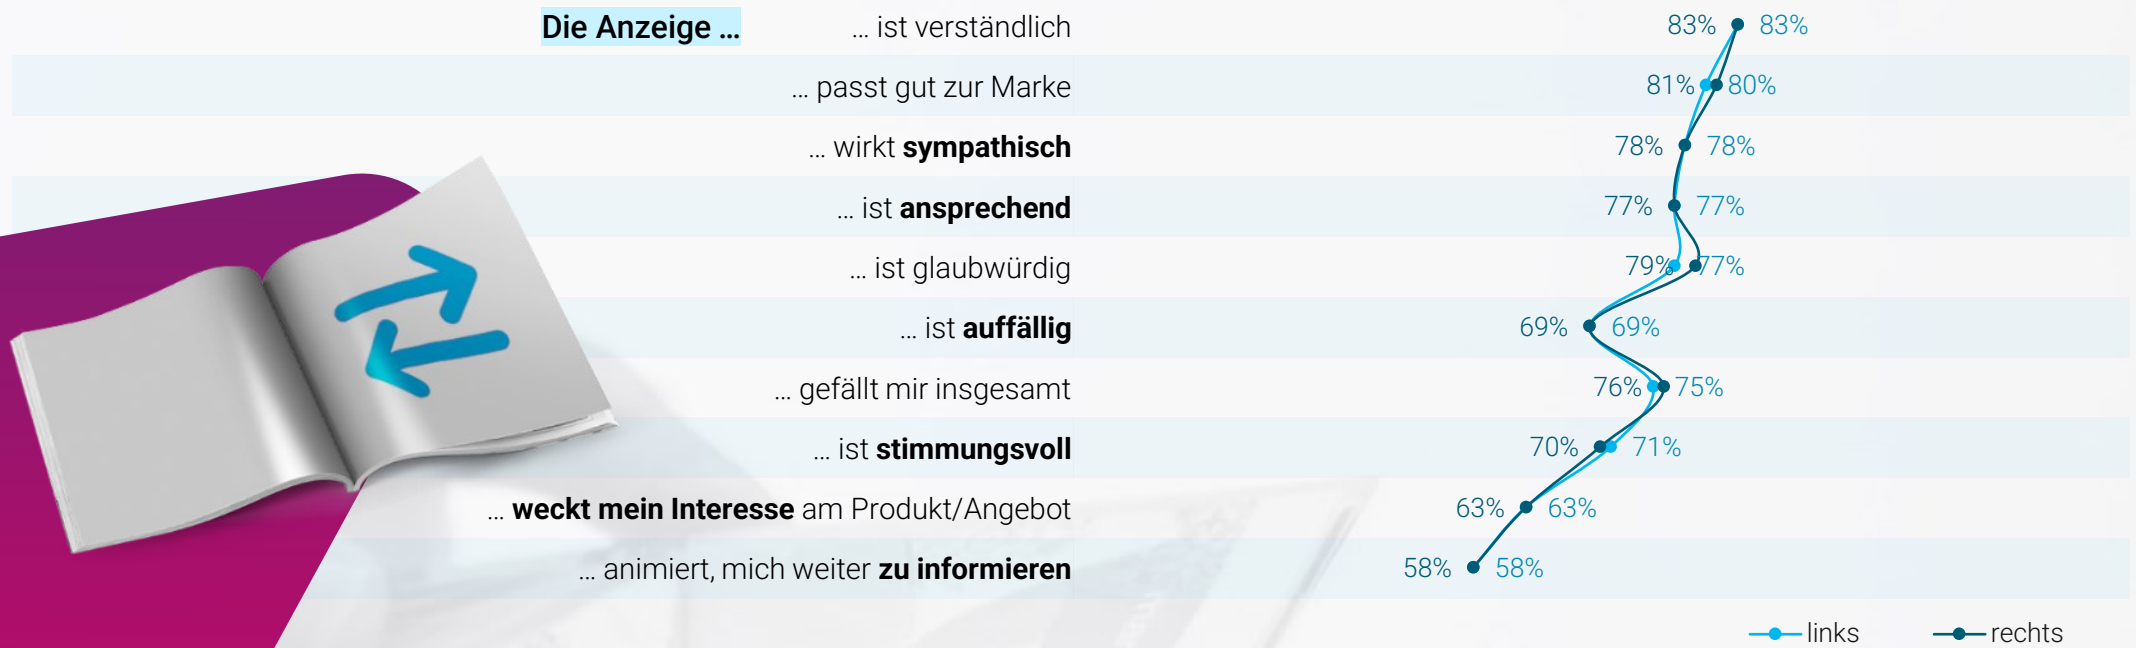 Die Anzeige ... ... ist verständlich 83% 83%
... passt gut zur Marke 81% 80%
... wirkt sympathisch 78% 78%
... ist ansprechend 77% 77%
... ist glaubwürdig 79% 77%
... ist auffällig 69% 69%
... gefällt mir insgesamt 76% 75%
... ist stimmungsvoll 70% 71%
... weckt mein Interesse am Produkt/Angebot 63% 63%
... animiert, mich weiter zu informieren 58% 58%
links rechts